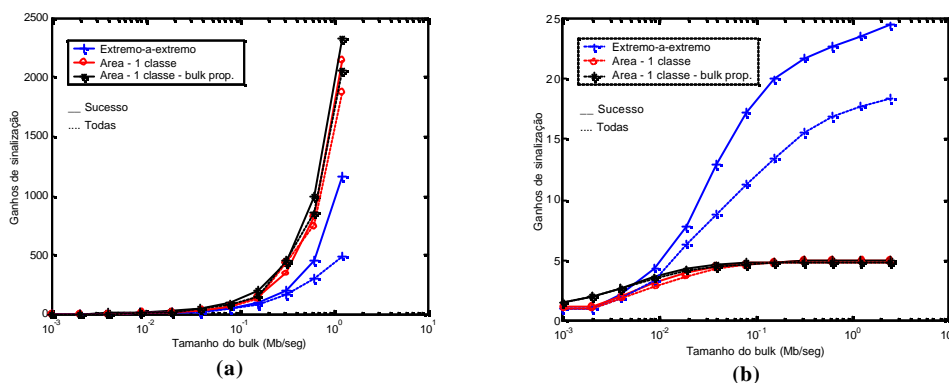 2500
2000
1500
1000
500
0
Ganhos de sinalização
Extremo-a-extremo
Area - 1 classe
Area - 1 classe - bulk prop.
__ Sucesso
.... Todas
10-3
10-2
10-1
100
101
Tamanho do bulk (Mb/seg)
(a)
25
20
15
10
5
0
Ganhos de sinalização
Extremo-a-extremo
Area - 1 classe
Area - 1 classe - bulk prop.
__ Sucesso
.... Todas
10-3
10-2
10-1
100
10
Tamanho do bulk (Mb/seg)
(b)